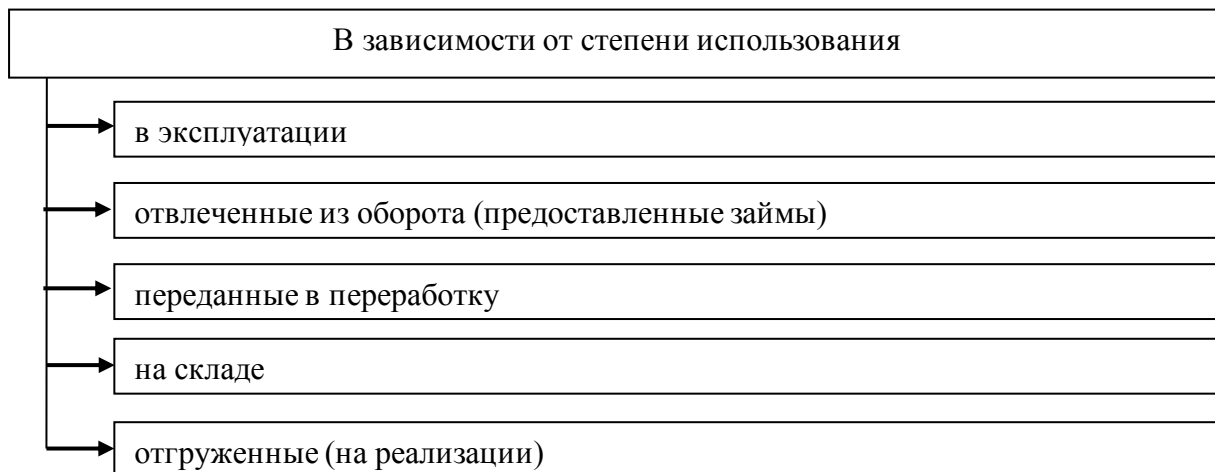 В зависимости от степени использования
в эксплуатации
отвлеченные из оборота (предоставленные займы)
переданные в переработку
на складе
отгруженные (на реализации)